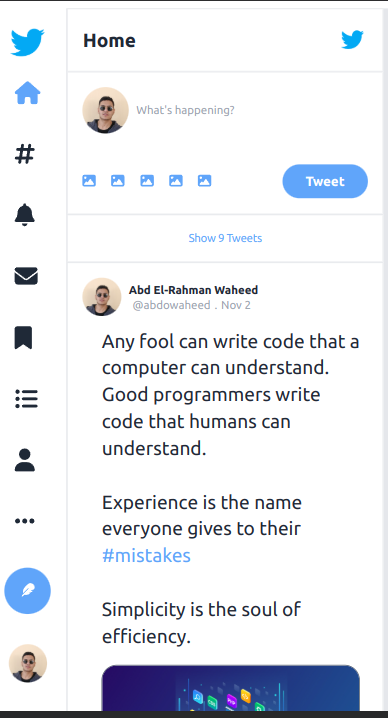 Home
What's happening?
Tweet
Show 9 Tweets
Abd El-Rahman Waheed
@abdowaheed . Nov 2
Any fool can write code that a
computer can understand.
Good programmers write
code that humans can
understand.
Experience is the name
everyone gives to their
#mistakes
Simplicity is the soul of
efficiency.